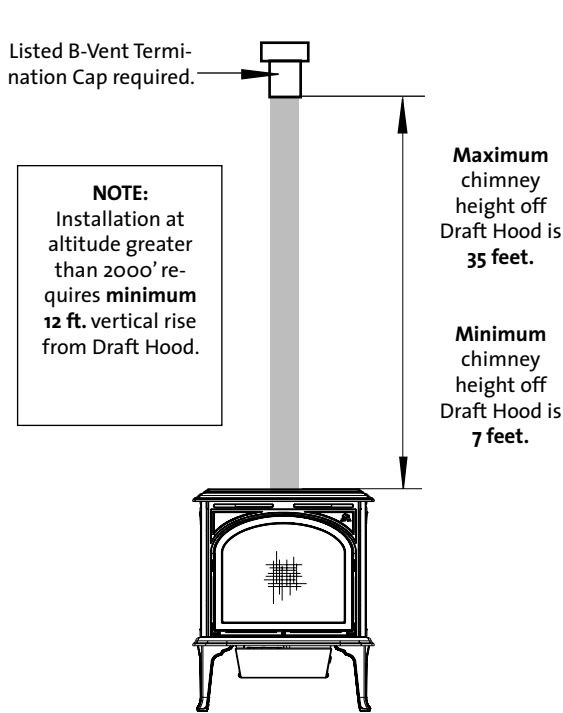 Listed B-Vent Termi-
nation Cap required.
NOTE:
Installation at
altitude greater
than 2000’ re-
quires minimum
12 ft. vertical rise
from Draft Hood.
Maximum
chimney
height off
Draft Hood is
35 feet.
Minimum
chimney
height off
Draft Hood is
7 feet.